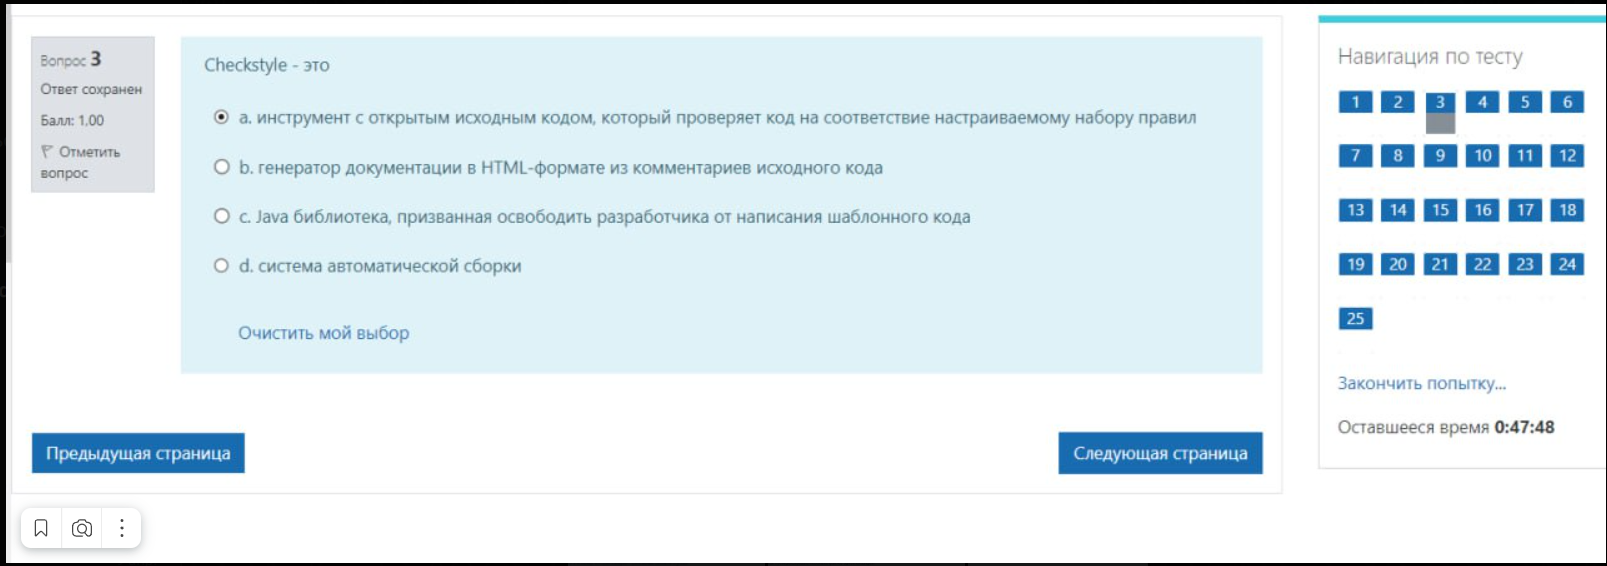 Вопрос 3
Ответ сохранен
Балл: 1,00
Отметить
вопрос
Checkstyle - это
a. инструмент с открытым исходным кодом, который проверяет код на соответствие настраиваемому набору правил
b. генератор документации в HTML-формате из комментариев исходного кода
c. Java библиотека, призванная освободить разработчика от написания шаблонного кода
d. система автоматической сборки
Очистить мой выбор
Предыдущая страница
Следующая страница
Навигация по тесту
1 2 3 4 5 6
7 8 9 10 11 12
13 14 15 16 17 18
19 20 21 22 23 24
25
Закончить попытку...
Оставшееся время 0:47:48